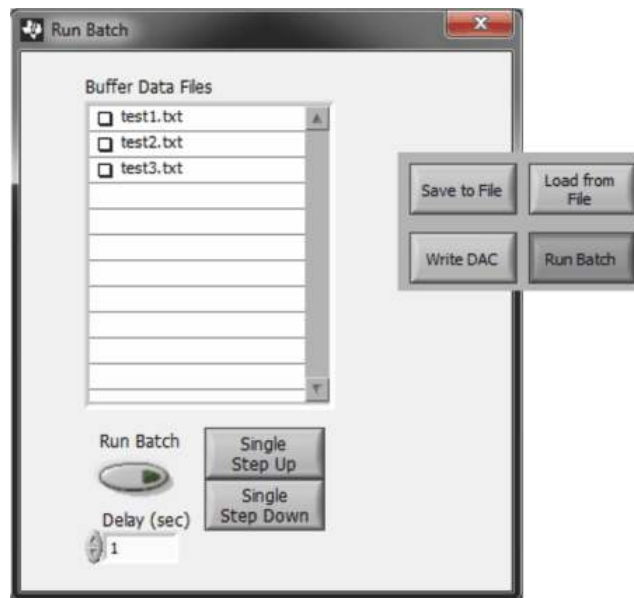 Run Batch
Buffer Data Files
test1.txt
test2.txt
test3.txt
Save to File
Load from
File
Write DAC
Run Batch
Run Batch
Single
Step Up
Single
Step Down
Delay (sec)
1